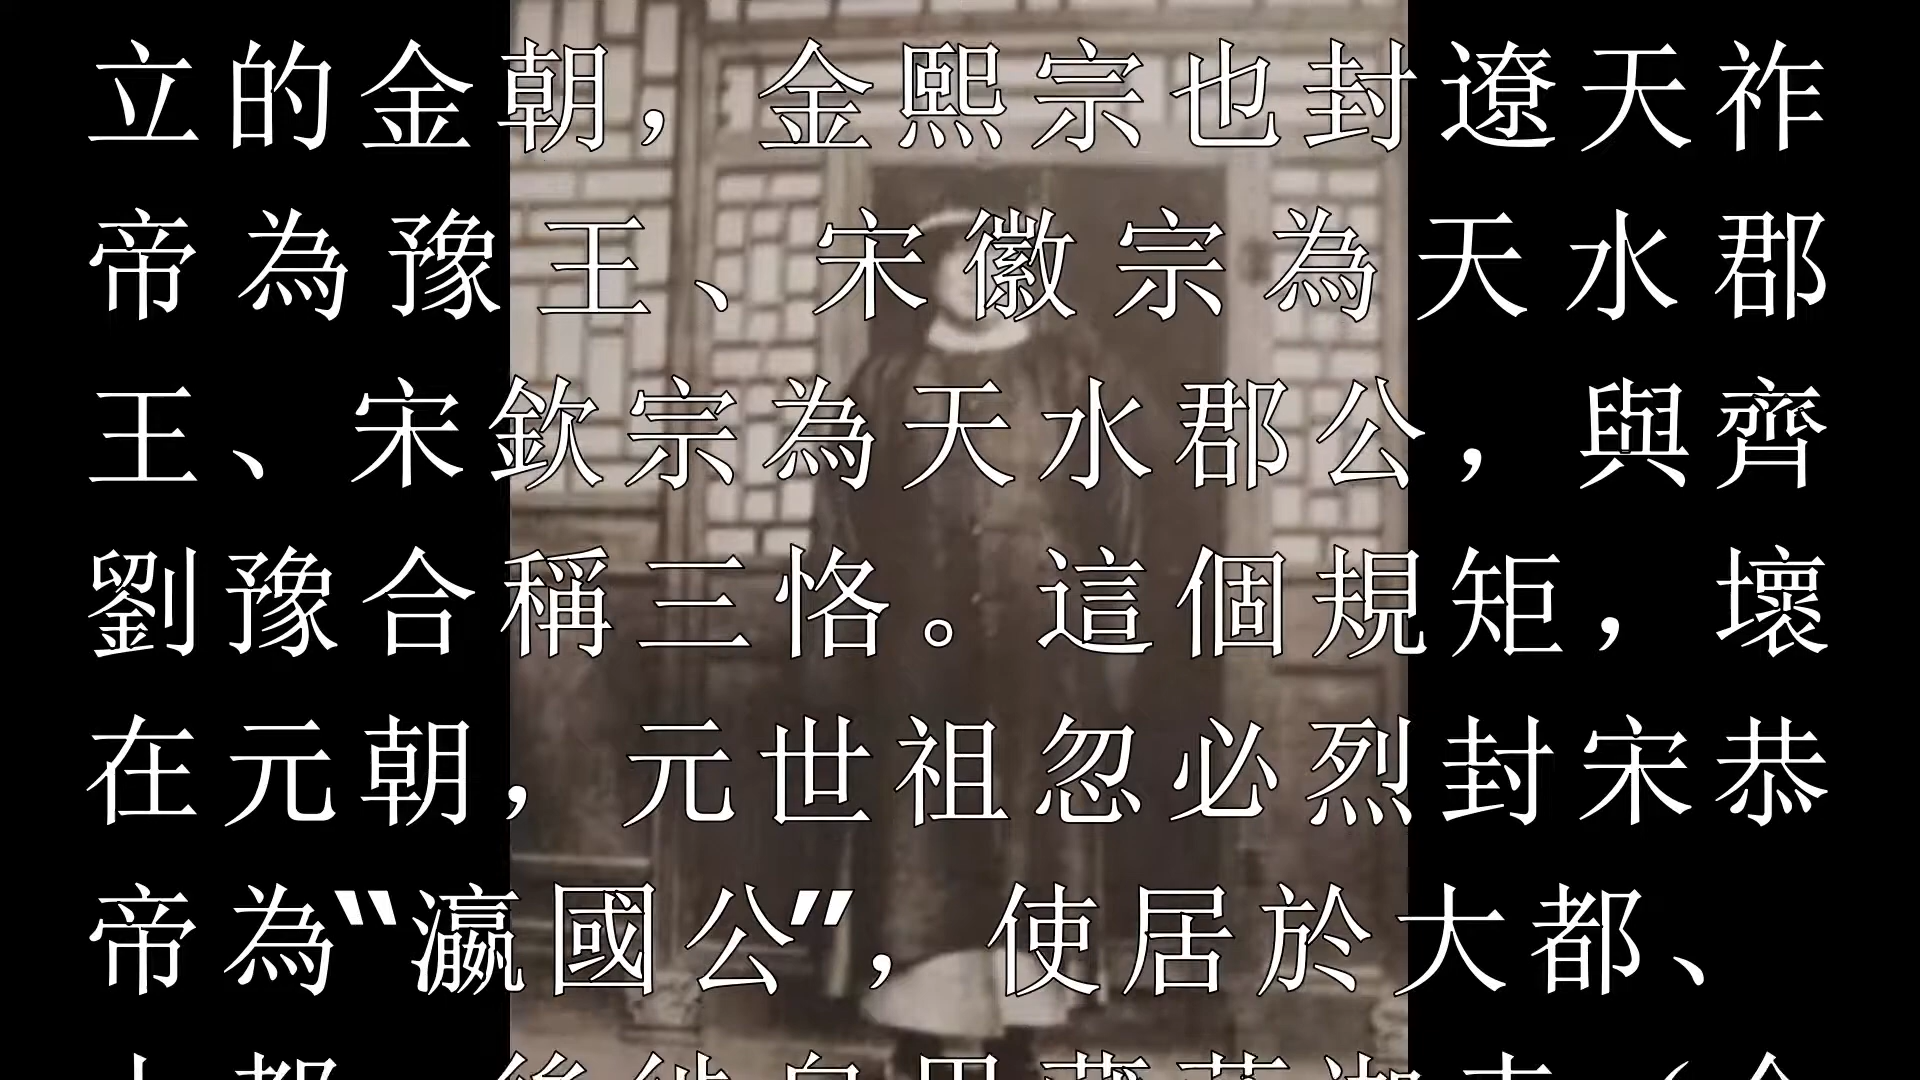 立的金朝，金熙宗也封遼天祚
帝為豫王、宋徽宗為天水郡
王、宋欽宗為天水郡公，與齊
劉豫合稱三恪。這個規矩，壞
在元朝，元世祖忽必烈封宋恭
帝為“瀛國公”，使居於大都、